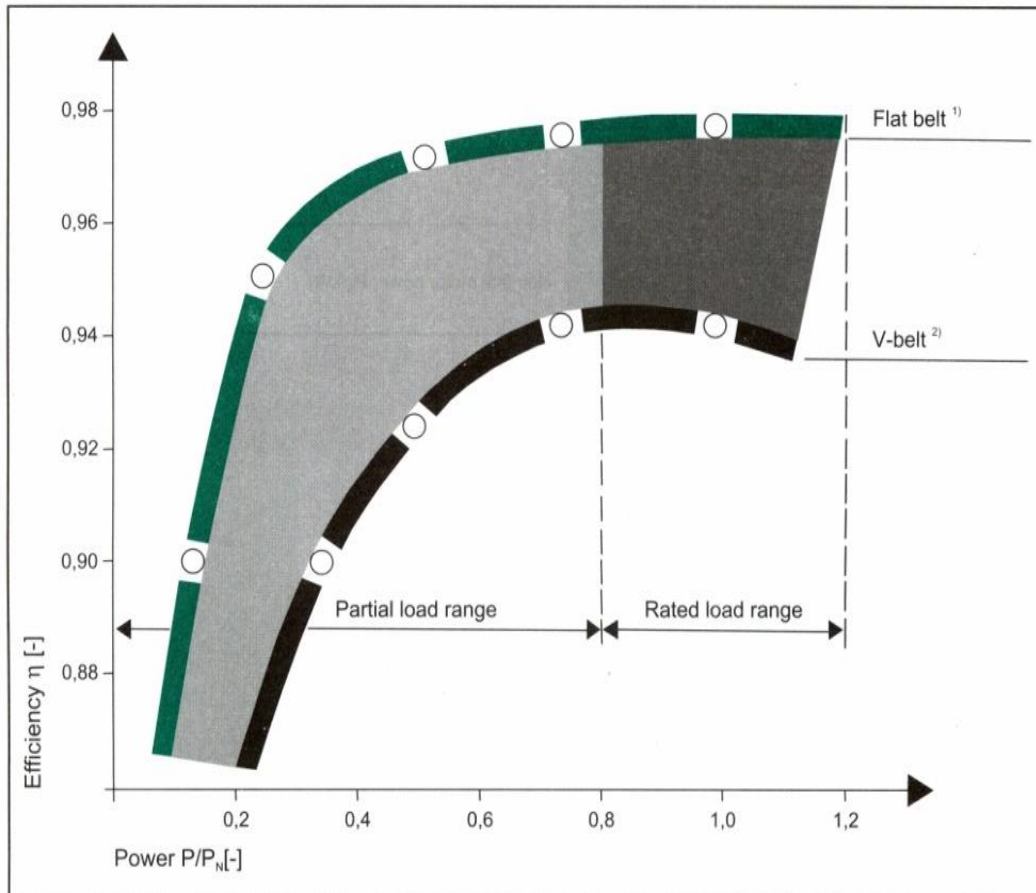 0,98
Flat belt 1)
0,96
0,94
V-belt 2)
0,92
0,90
Partial load range
Rated load range
0,88
Efficiency η [-]
0,2
0,4
0,6
0,8
1,0
1,2
Power P/PN[-]